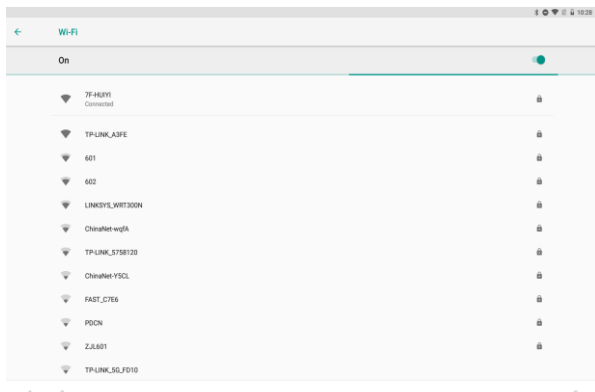 10:28
Wi-Fi
On
7F-HUIYI
Connected
TP-LINK_A3FE
601
602
LINKSYS_WRT300N
ChinaNet-wqfA
TP-LINK_5758120
ChinaNet-Y5CL
FAST_C7E6
PDCN
ZJL601
TP-LINK_5G_FD10